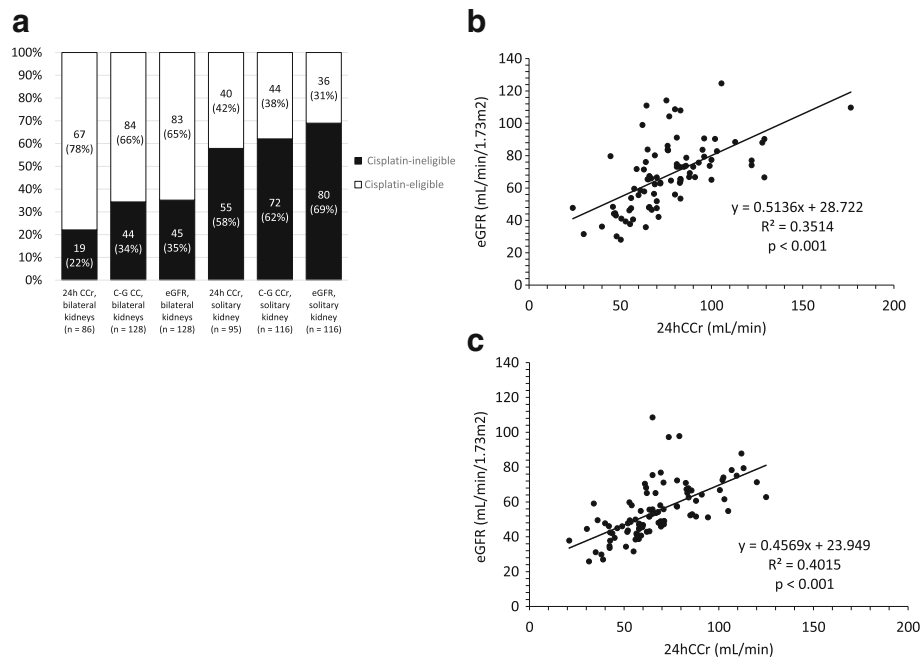 a
100%
90%
80%
70%
60%
50%
40%
30%
20%
10%
0%
67
(78%)
19
(22%)
84
(66%)
44
(34%)
83
(65%)
45
(35%)
40
(42%)
55
(58%)
44
(38%)
72
(62%)
36
(31%)
80
(69%)
24h CCr,
bilateral
kidneys
(n = 86)
C-G CC,
bilateral
kidneys
(n = 128)
eGFR,
bilateral
kidneys
(n = 128)
24h CCr,
solitary
kidney
(n = 95)
C-G CCr,
solitary
kidney
(n = 116)
eGFR,
solitary
kidney
(n = 116)
Cisplatin-ineligible
Cisplatin-eligible
b
140
120
100
80
60
40
20
0
eGFR (mL/min/1.73m2)
y = 0.5136x + 28.722
R² = 0.3514
p < 0.001
0 50 100 150 200
24hCCr (mL/min)
c
140
120
100
80
60
40
20
0
eGFR (mL/min/1.73m2)
y = 0.4569x + 23.949
R² = 0.4015
p < 0.001
0 50 100 150 200
24hCCr (mL/min)